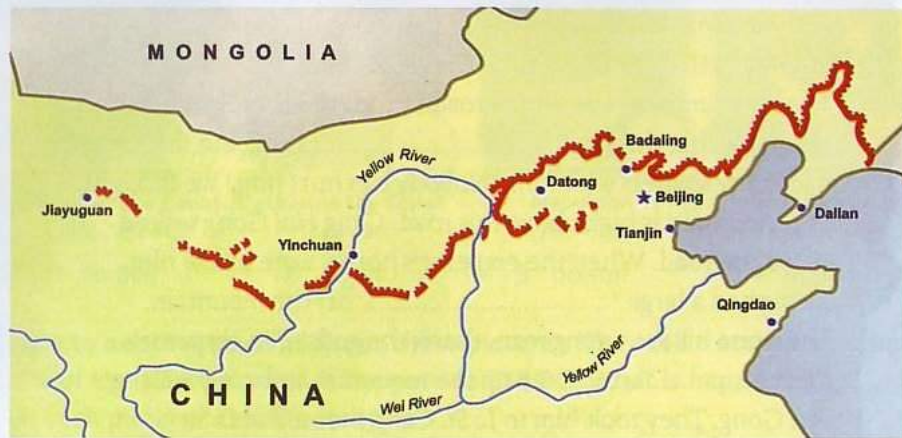 MONGOLIA
Badaling
Yellow River
Datong
Jiayuguan
Beijing
Dalian
Tianjin
Yinchuan
Qingdao
Yellow River
CHINA
Wei River